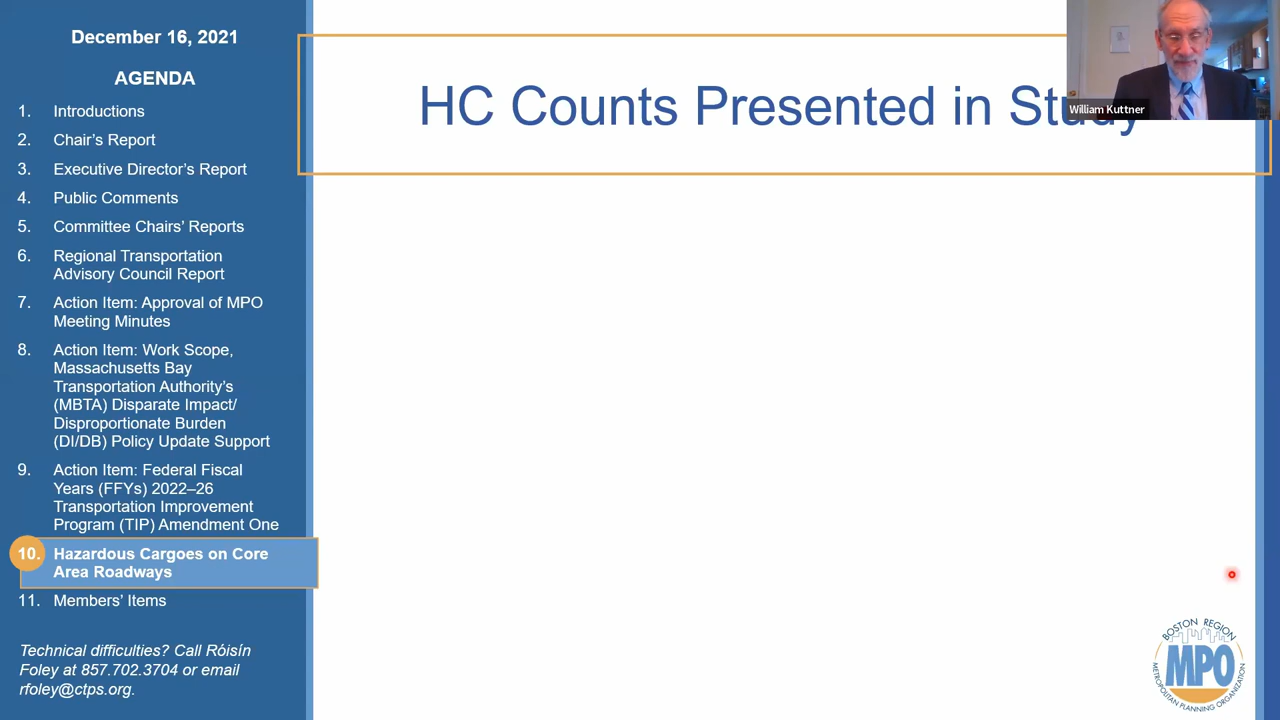 December 16, 2021
AGENDA
1. Introductions
2. Chair's Report
3. Executive Director's Report
4. Public Comments
5. Committee Chairs' Reports
6. Regional Transportation
Advisory Council Report
7. Action Item: Approval of MPO
Meeting Minutes
8. Action Item: Work Scope,
Massachusetts Bay
Transportation Authority's
(MBTA) Disparate Impact/
Disproportionate Burden
(DI/DB) Policy Update Support
9. Action Item: Federal Fiscal
Years (FFYs) 2022–26
Transportation Improvement
Program (TIP) Amendment One
10. Hazardous Cargoes on Core
Area Roadways
11. Members' Items
Technical difficulties? Call Róisín
Foley at 857.702.3704 or email
rfoley@ctps.org.
HC Counts Presented in Study
William Kuttner
BOSTON REGION
MPO
METROPOLITAN PLANNING ORGANIZATION